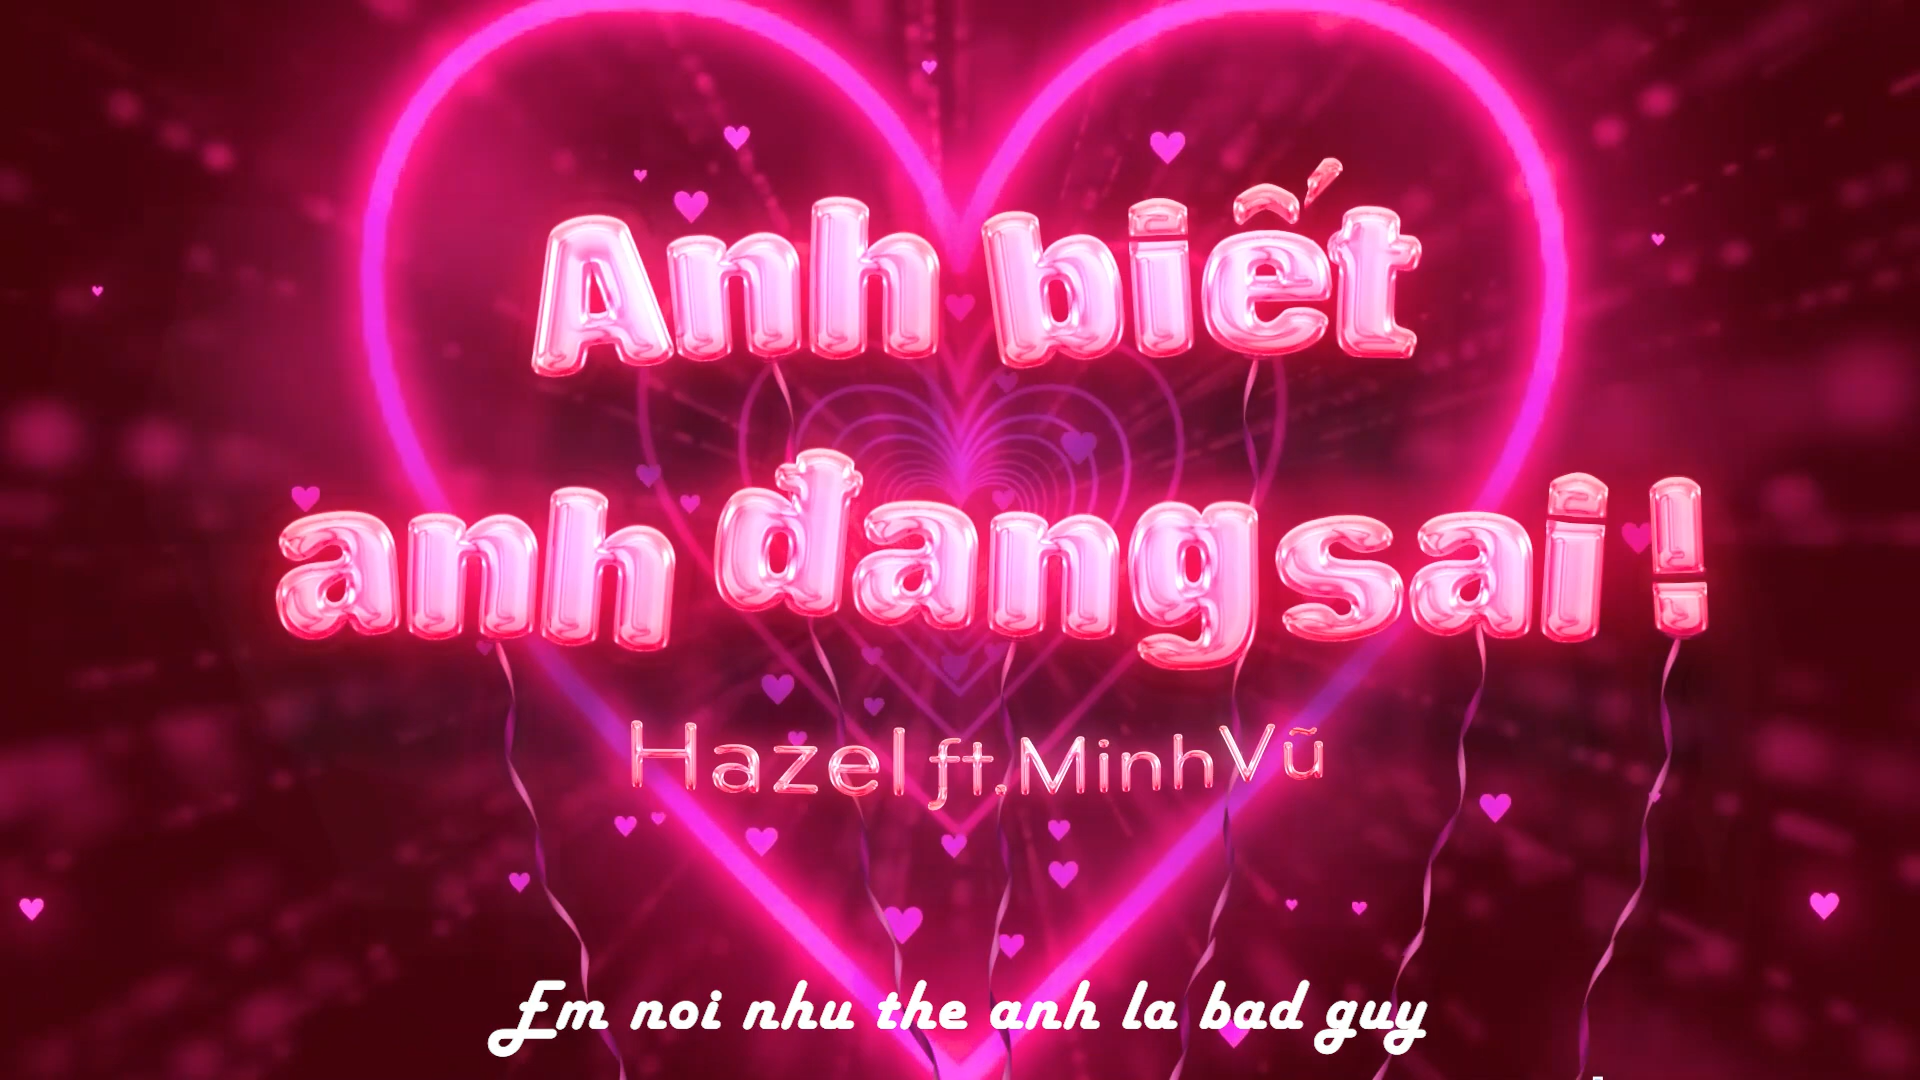 Anh biết
anh đang sai !
Hazel ft. Minh Vũ
Em noi nhu the anh la bad guy